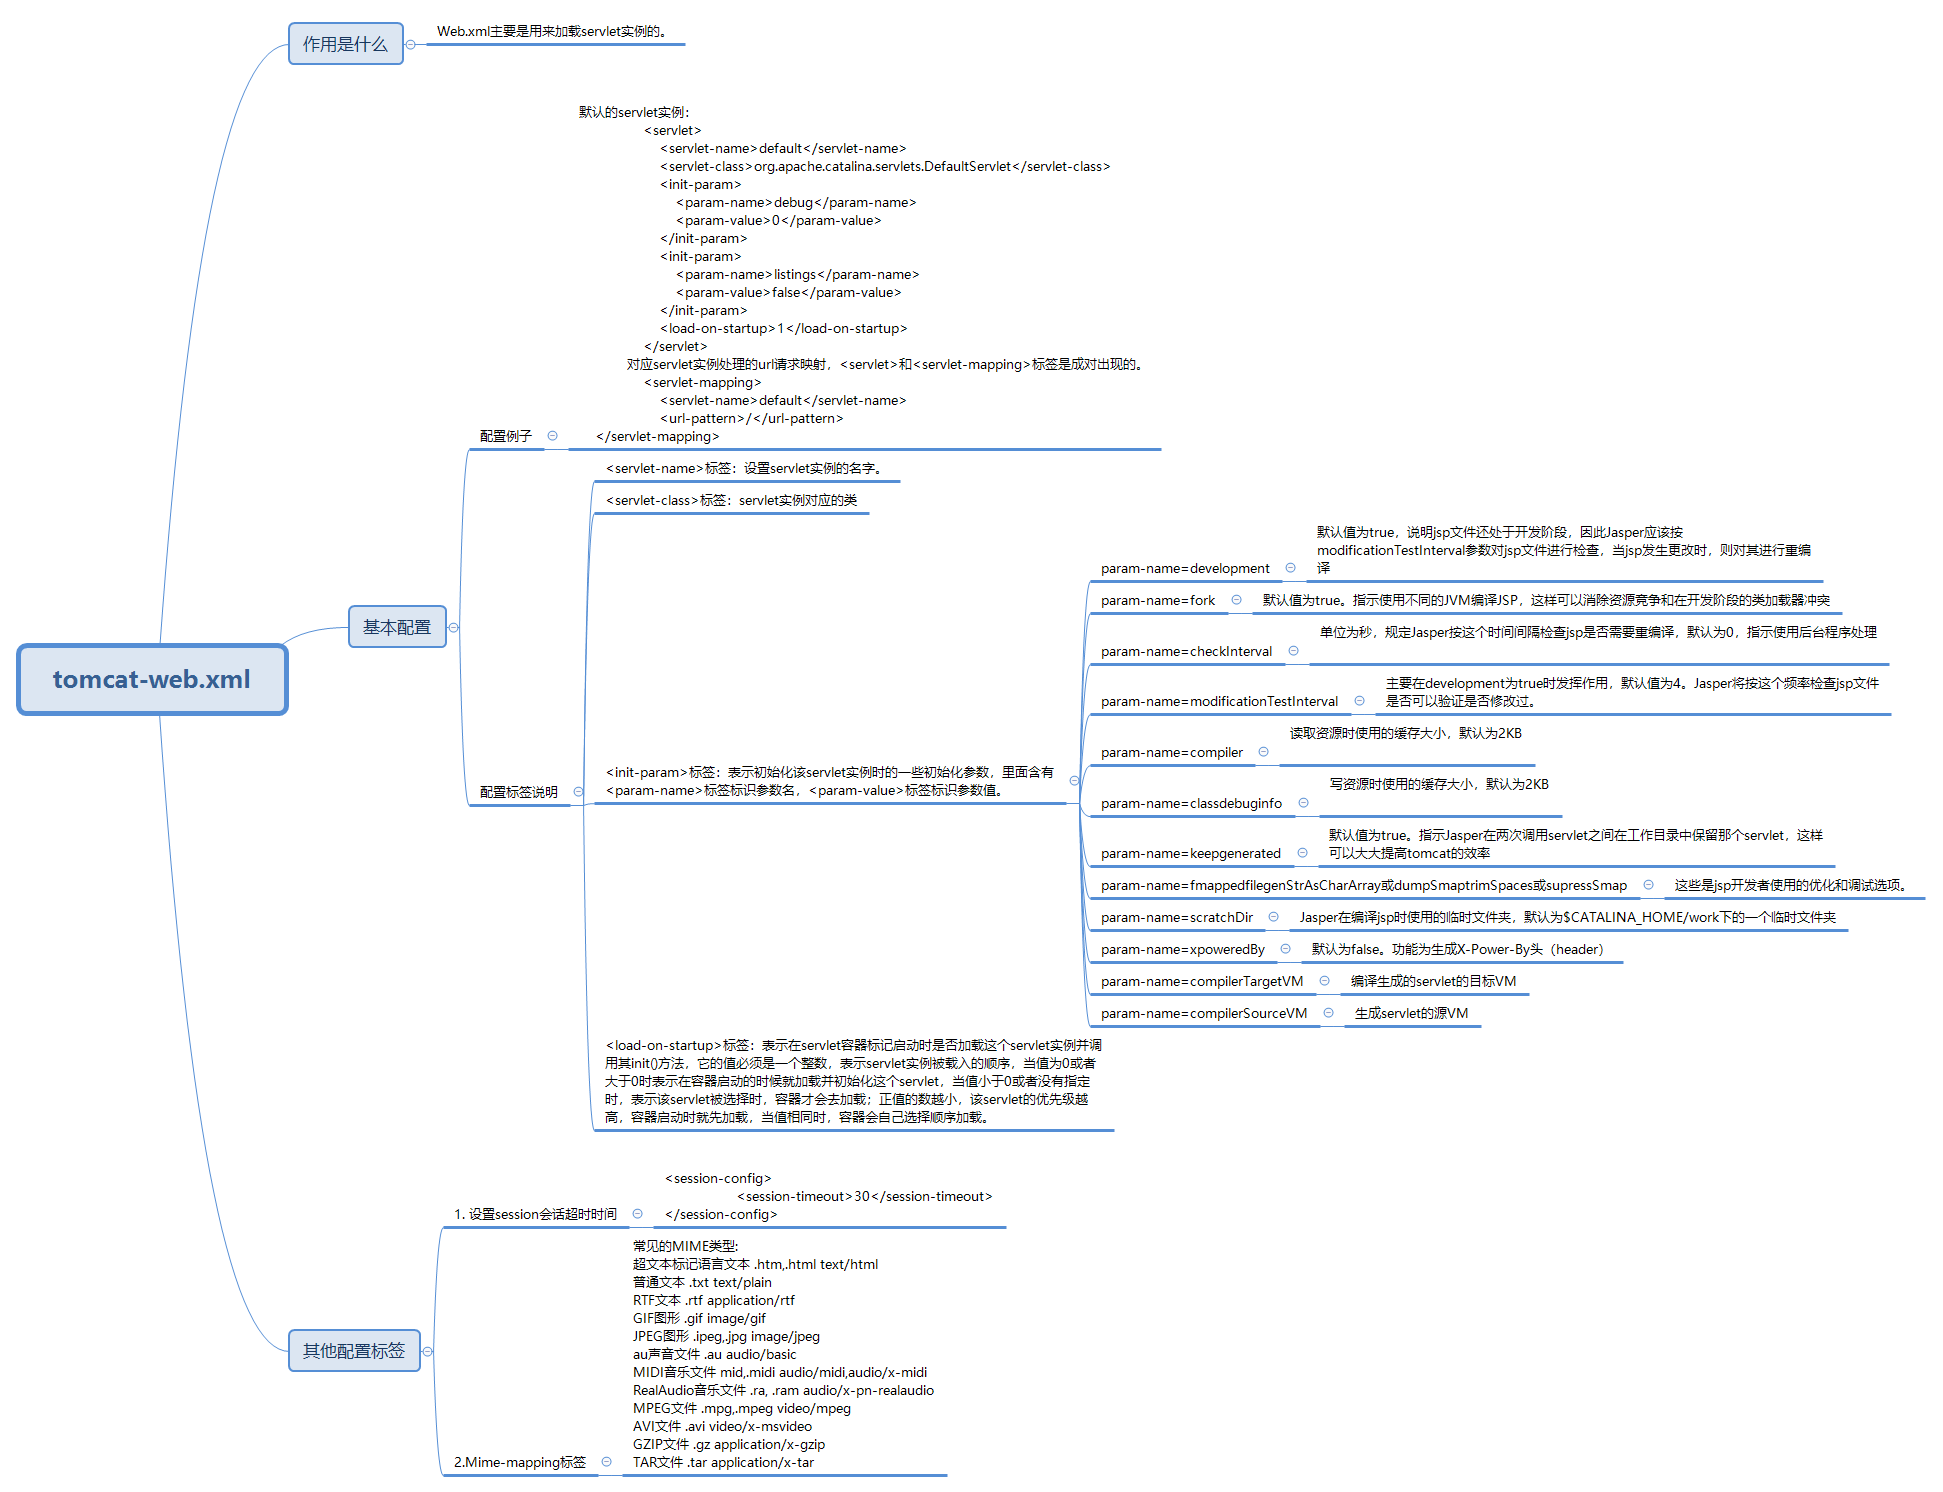 tomcat-web.xml
作用是什么
Web.xml主要是用来加载servlet实例的。
基本配置
配置例子
默认的servlet实例：
<servlet>
<servlet-name>default</servlet-name>
<servlet-class>org.apache.catalina.servlets.DefaultServlet</servlet-class>
<init-param>
<param-name>debug</param-name>
<param-value>0</param-value>
</init-param>
<init-param>
<param-name>listings</param-name>
<param-value>false</param-value>
</init-param>
<load-on-startup>1</load-on-startup>
</servlet>
对应servlet实例处理的url请求映射，<servlet>和<servlet-mapping>标签是成对出现的。
<servlet-mapping>
<servlet-name>default</servlet-name>
<url-pattern>/</url-pattern>
</servlet-mapping>
配置标签说明
<servlet-name>标签：设置servlet实例的名字。
<servlet-class>标签：servlet实例对应的类
<init-param>标签：表示初始化该servlet实例时的一些初始化参数，里面含有
<param-name>标签标识参数名，<param-value>标签标识参数值。
param-name=development
默认值为true，说明jsp文件还处于开发阶段，因此Jasper应该按
modificationTestInterval参数对jsp文件进行检查，当jsp发生更改时，则对其进行重编
译
param-name=fork
默认值为true。指示使用不同的JVM编译JSP，这样可以消除资源竞争和在开发阶段的类加载器冲突
param-name=checkInterval
单位为秒，规定Jasper按这个时间间隔检查jsp是否需要重编译，默认为0，指示使用后台程序处理
param-name=modificationTestInterval
主要在development为true时发挥作用，默认值为4。Jasper将按这个频率检查jsp文件
是否可以验证是否修改过。
param-name=compiler
读取资源时使用的缓存大小，默认为2KB
param-name=classdebuginfo
写资源时使用的缓存大小，默认为2KB
param-name=keepgenerated
默认值为true。指示Jasper在两次调用servlet之间在工作目录中保留那个servlet，这样
可以大大提高tomcat的效率
param-name=fmappedfilegenStrAsCharArray或dumpSmaptrimSpaces或supressSmap
这些是jsp开发者使用的优化和调试选项。
param-name=scratchDir
Jasper在编译jsp时使用的临时文件夹，默认为$CATALINA_HOME/work下的一个临时文件夹
param-name=xpoweredBy
默认为false。功能为生成X-Power-By头（header）
param-name=compilerTargetVM
编译生成的servlet的目标VM
param-name=compilerSourceVM
生成servlet的源VM
<load-on-startup>标签：表示在servlet容器标记启动时是否加载这个servlet实例并调
用其init()方法，它的值必须是一个整数，表示servlet实例被载入的顺序，当值为0或者
大于0时表示在容器启动的时候就加载并初始化这个servlet，当值小于0或者没有指定
时，表示该servlet被选择时，容器才会去加载；正值的数越小，该servlet的优先级越
高，容器启动时就先加载，当值相同时，容器会自己选择顺序加载。
其他配置标签
1. 设置session会话超时时间
<session-config>
<session-timeout>30</session-timeout>
</session-config>
2.Mime-mapping标签
常见的MIME类型:
超文本标记语言文本 .htm,.html text/html
普通文本 .txt text/plain
RTF文本 .rtf application/rtf
GIF图形 .gif image/gif
JPEG图形 .ipeg,.jpg image/jpeg
au声音文件 .au audio/basic
MIDI音乐文件 mid,.midi audio/midi,audio/x-midi
RealAudio音乐文件 .ra, .ram audio/x-pn-realaudio
MPEG文件 .mpg,.mpeg video/mpeg
AVI文件 .avi video/x-msvideo
GZIP文件 .gz application/x-gzip
TAR文件 .tar application/x-tar